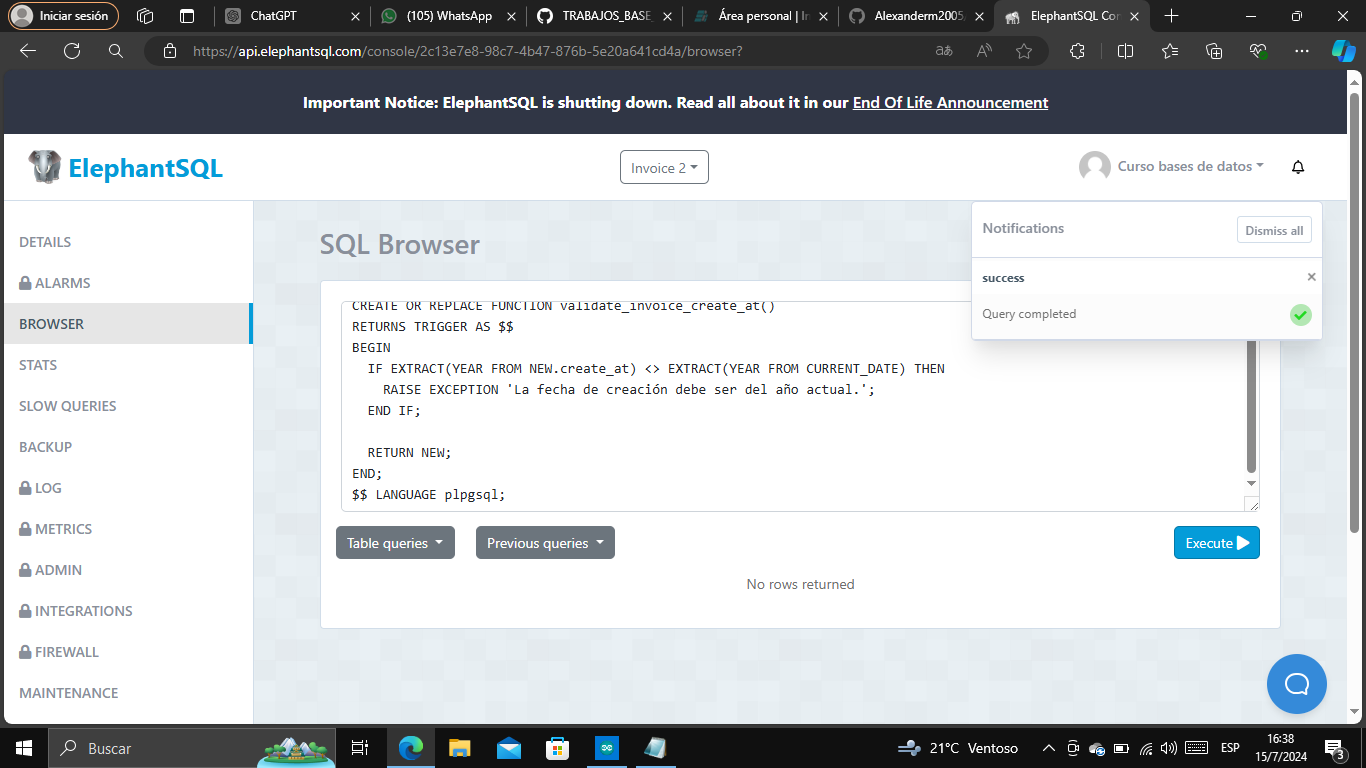 Iniciar sesión
ChatGPT
(105) WhatsApp
TRABAJOS_BASE_
Área personal | In
Alexanderm2005/
ElephantSQL Con
https://api.elephantsql.com/console/2c13e7e8-98c7-4b47-876b-5e20a641cd4a/browser?
Important Notice: ElephantSQL is shutting down. Read all about it in our End Of Life Announcement
ElephantSQL
Invoice 2
Curso bases de datos
DETAILS
ALARMS
BROWSER
STATS
SLOW QUERIES
BACKUP
LOG
METRICS
ADMIN
INTEGRATIONS
FIREWALL
MAINTENANCE
SQL Browser
Notifications
Dismiss all
success
Query completed
CREATE OR REPLACE FUNCTION validate_invoice_create_at()
RETURNS TRIGGER AS $$
BEGIN
IF EXTRACT(YEAR FROM NEW.create_at) <> EXTRACT(YEAR FROM CURRENT_DATE) THEN
RAISE EXCEPTION 'La fecha de creación debe ser del año actual.';
END IF;
RETURN NEW;
END;
$$ LANGUAGE plpgsql;
Table queries
Previous queries
Execute
No rows returned
Buscar
21°C Ventoso
ESP
16:38
15/7/2024
3